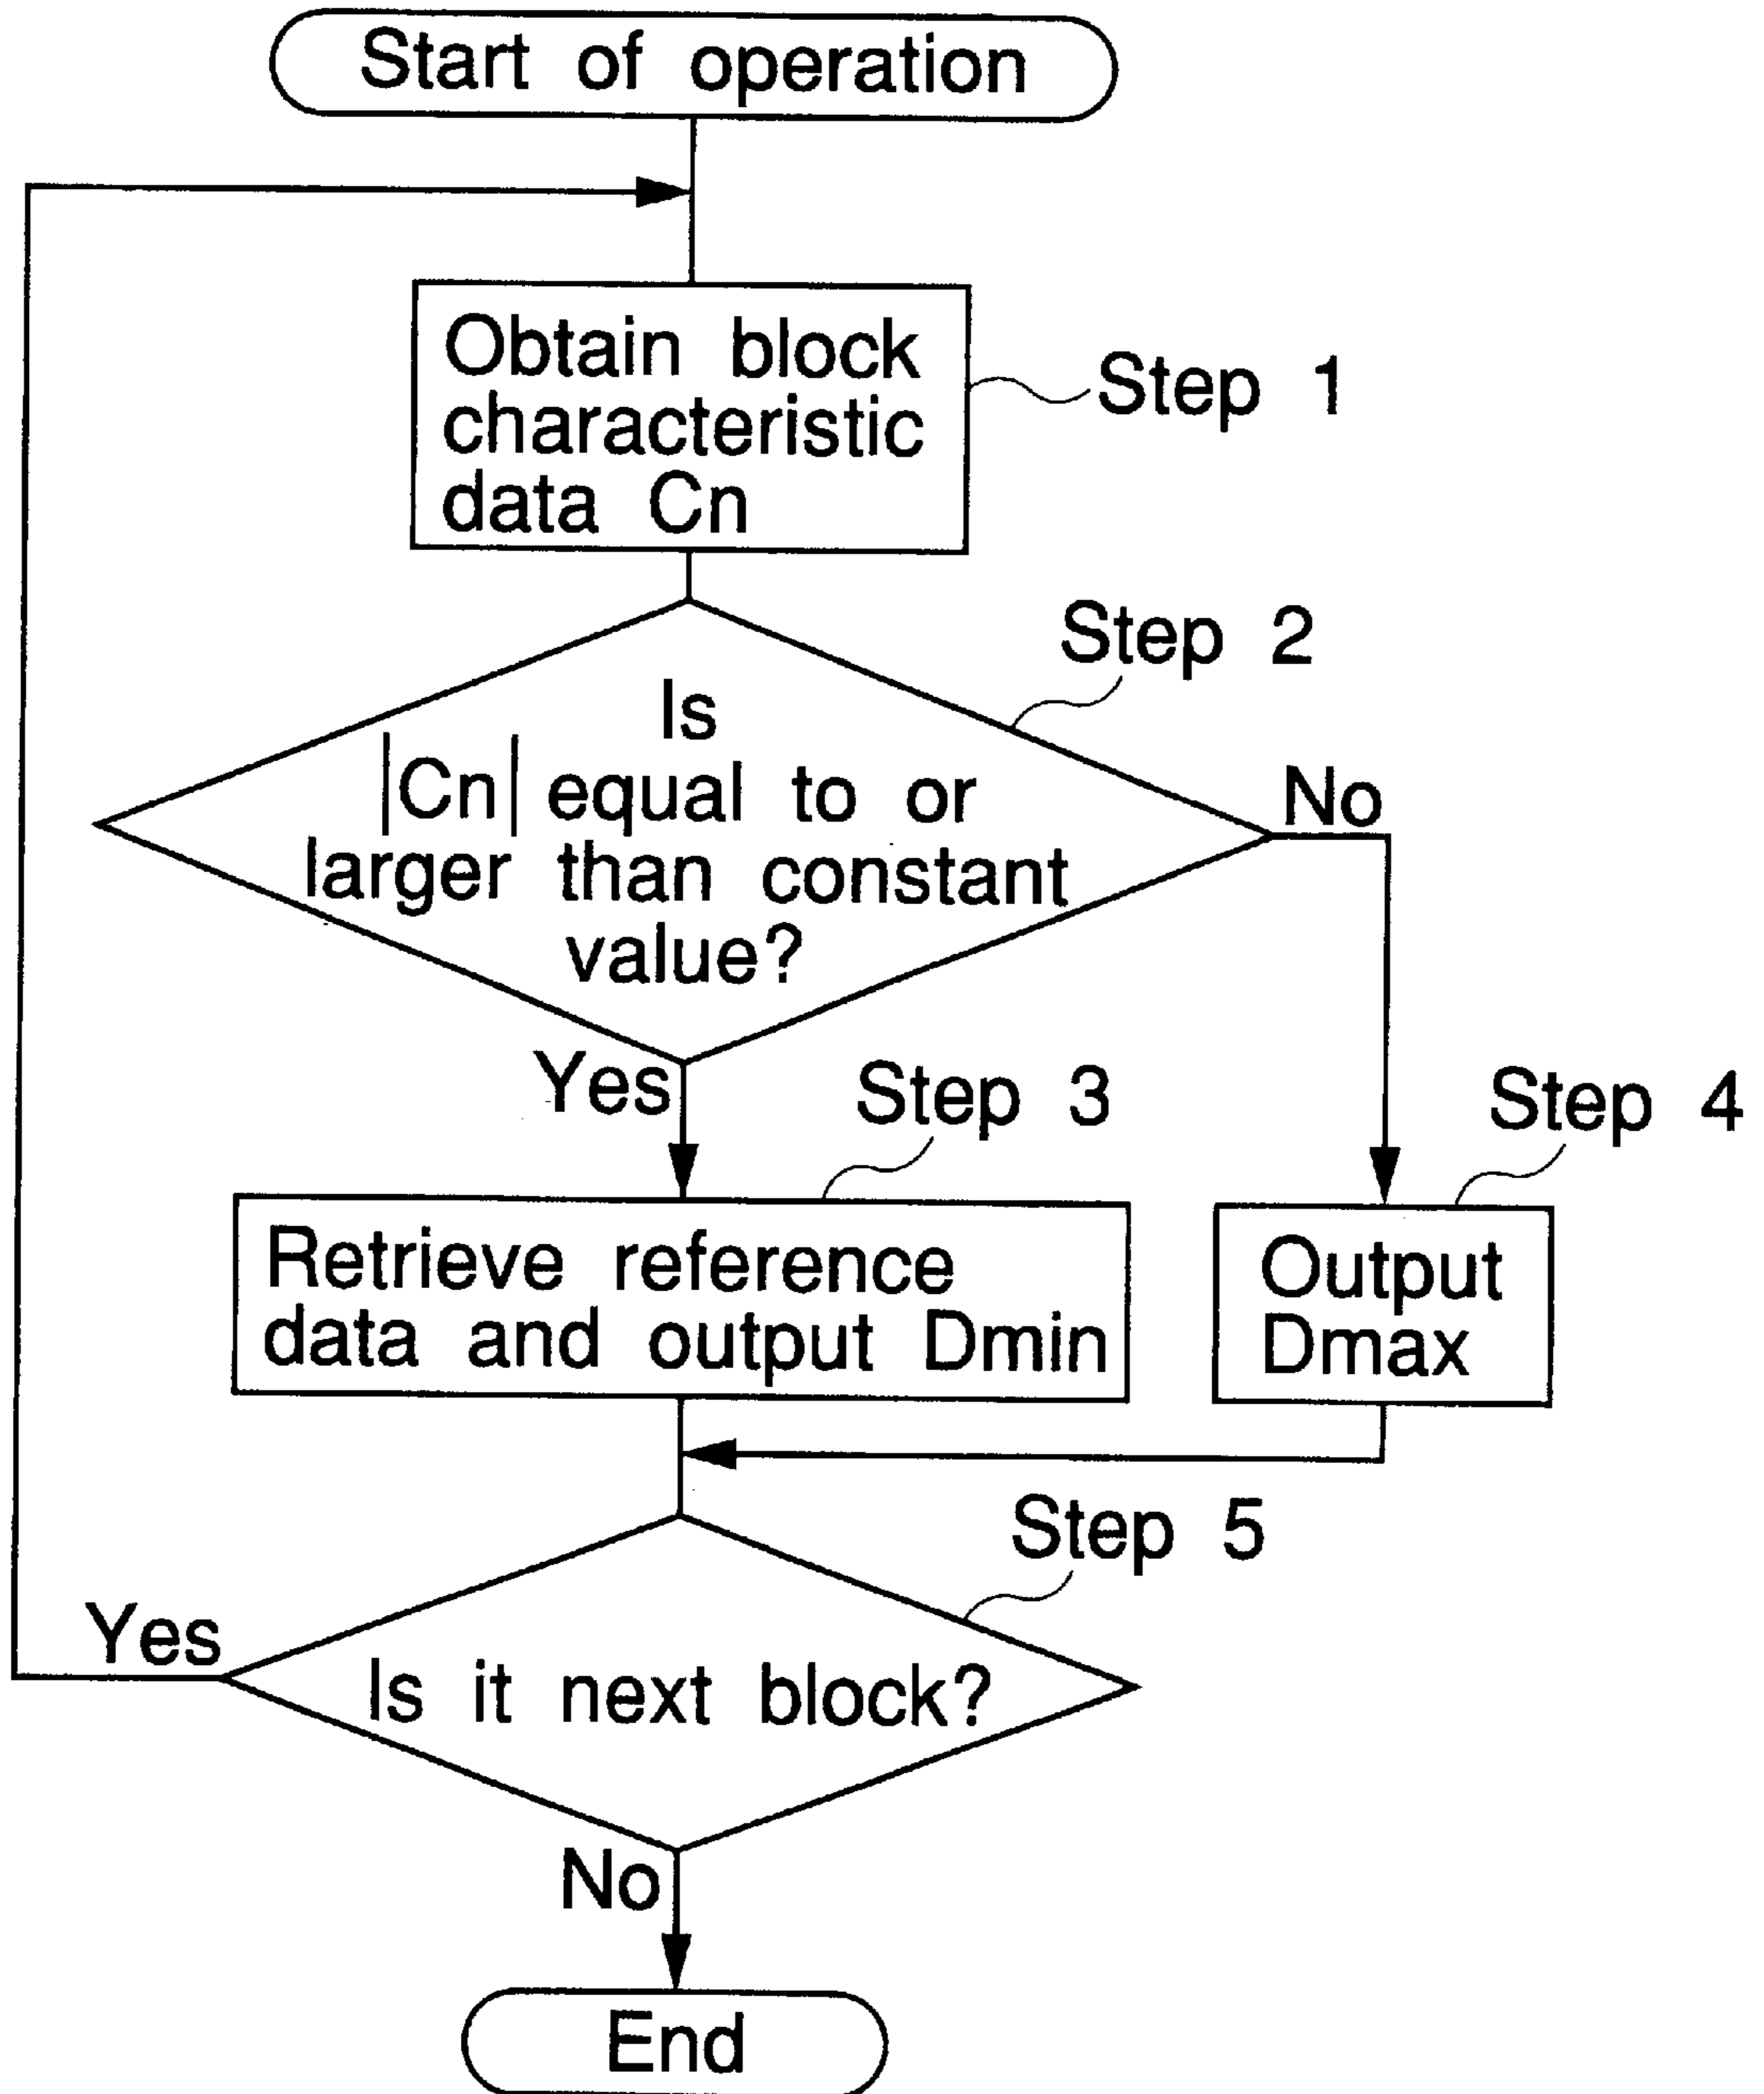 Start of operation
Obtain block
characteristic
data Cn
Step 1
Step 2
Is
|Cn| equal to or
larger than constant
value?
No
Yes
Step 3
Step 4
Retrieve reference
data and output Dmin
Output
Dmax
Step 5
Yes
Is it next block?
No
End